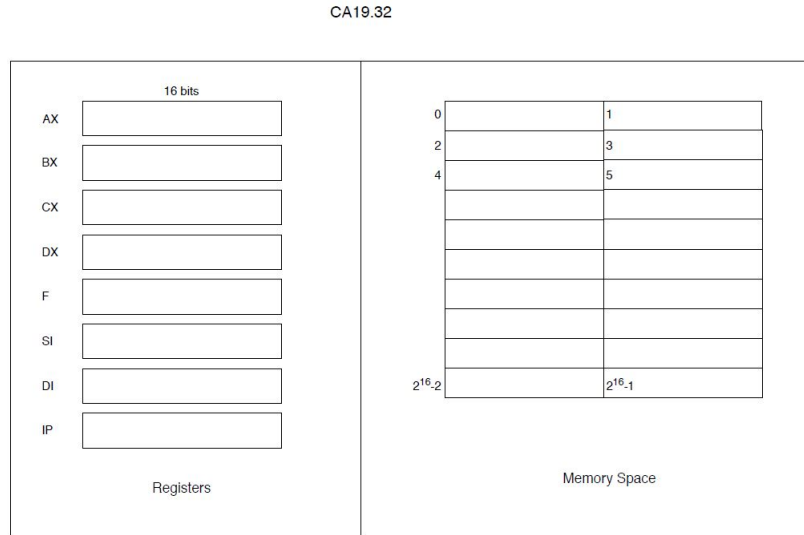 CA19.32
16 bits
AX
BX
CX
DX
F
SI
DI
IP
Registers
0 1
2 3
4 5
2^16-2 2^16-1
Memory Space